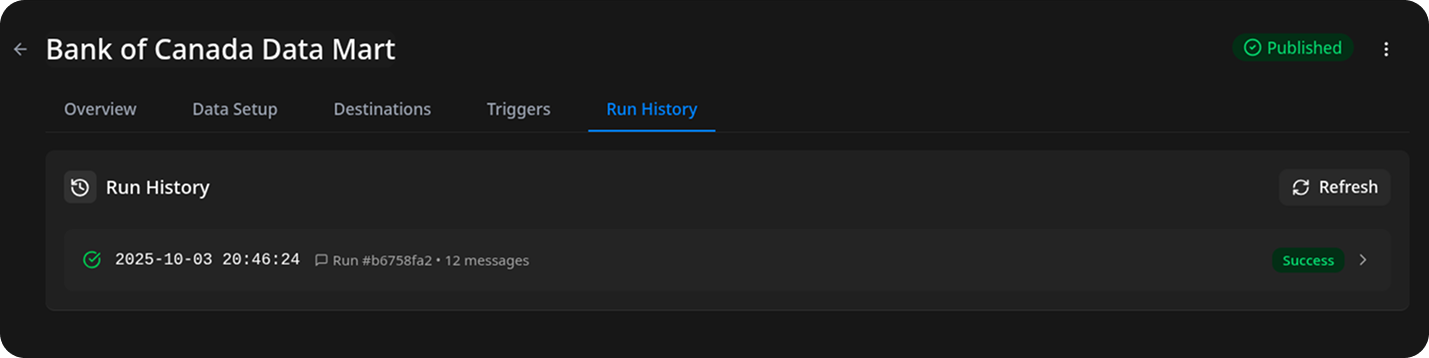 Bank of Canada Data Mart
Published
Overview Data Setup Destinations Triggers Run History
Run History
Refresh
2025-10-03 20:46:24 Run #b6758fa2 • 12 messages Success